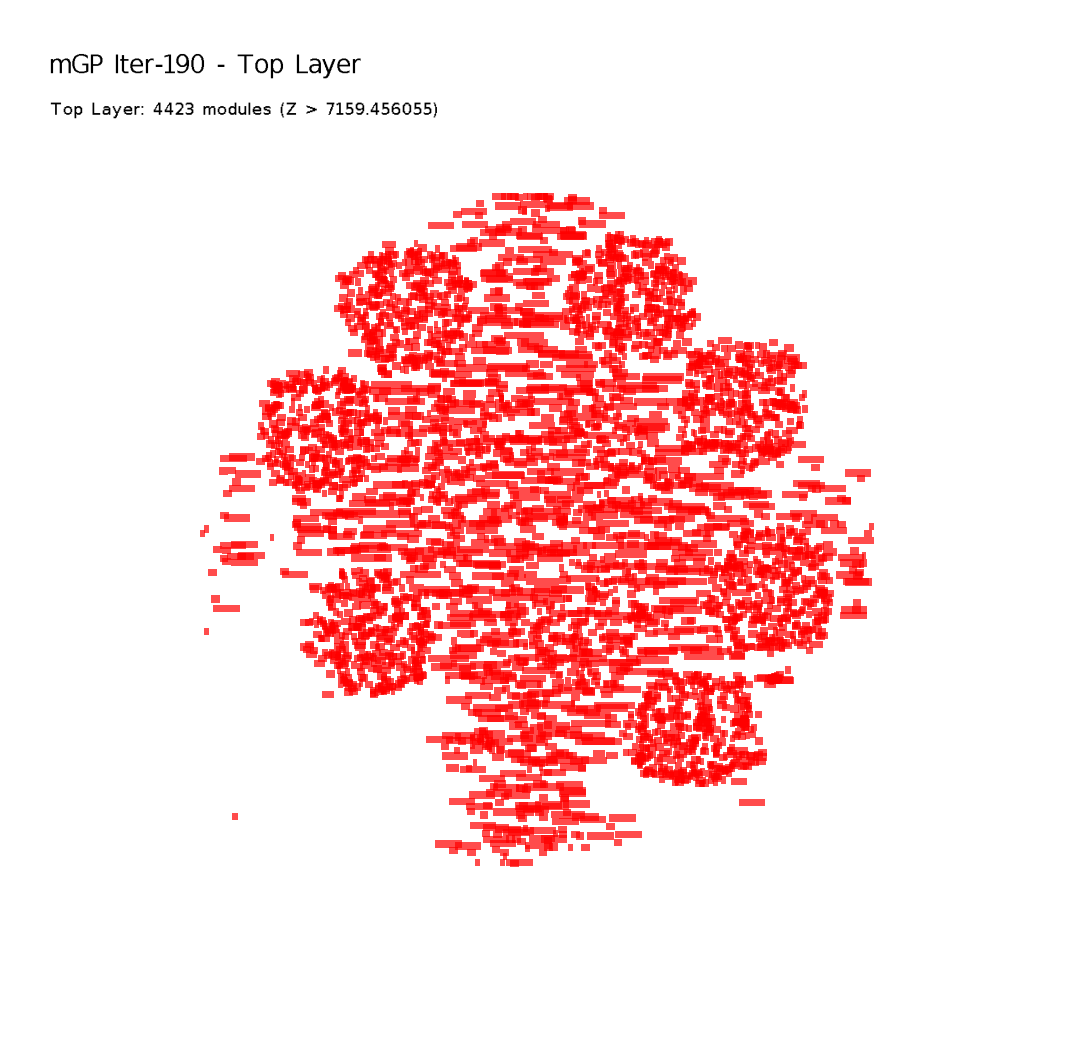 mGP Iter-190 - Top Layer
Top Layer: 4423 modules (Z > 7159.456055)